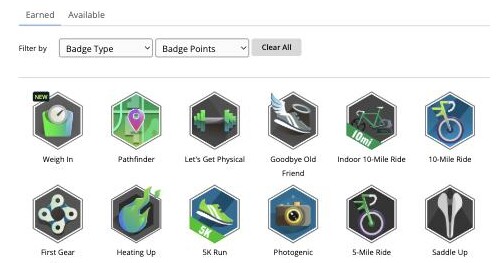 Earned Available
Filter by Badge Type Badge Points Clear All
NEW
10mi
Weigh In Pathfinder Let's Get Physical Goodbye Old Friend Indoor 10-Mile Ride 10-Mile Ride
5K
First Gear Heating Up 5K Run Photogenic 5-Mile Ride Saddle Up